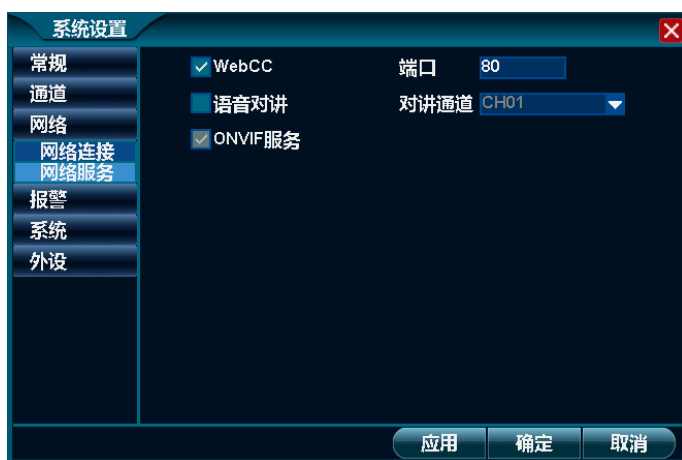 系统设置
常规
通道
网络
网络连接
网络服务
报警
系统
外设
WebCC 端口 80
语音对讲 对讲通道 CH01
ONVIF服务
应用 确定 取消